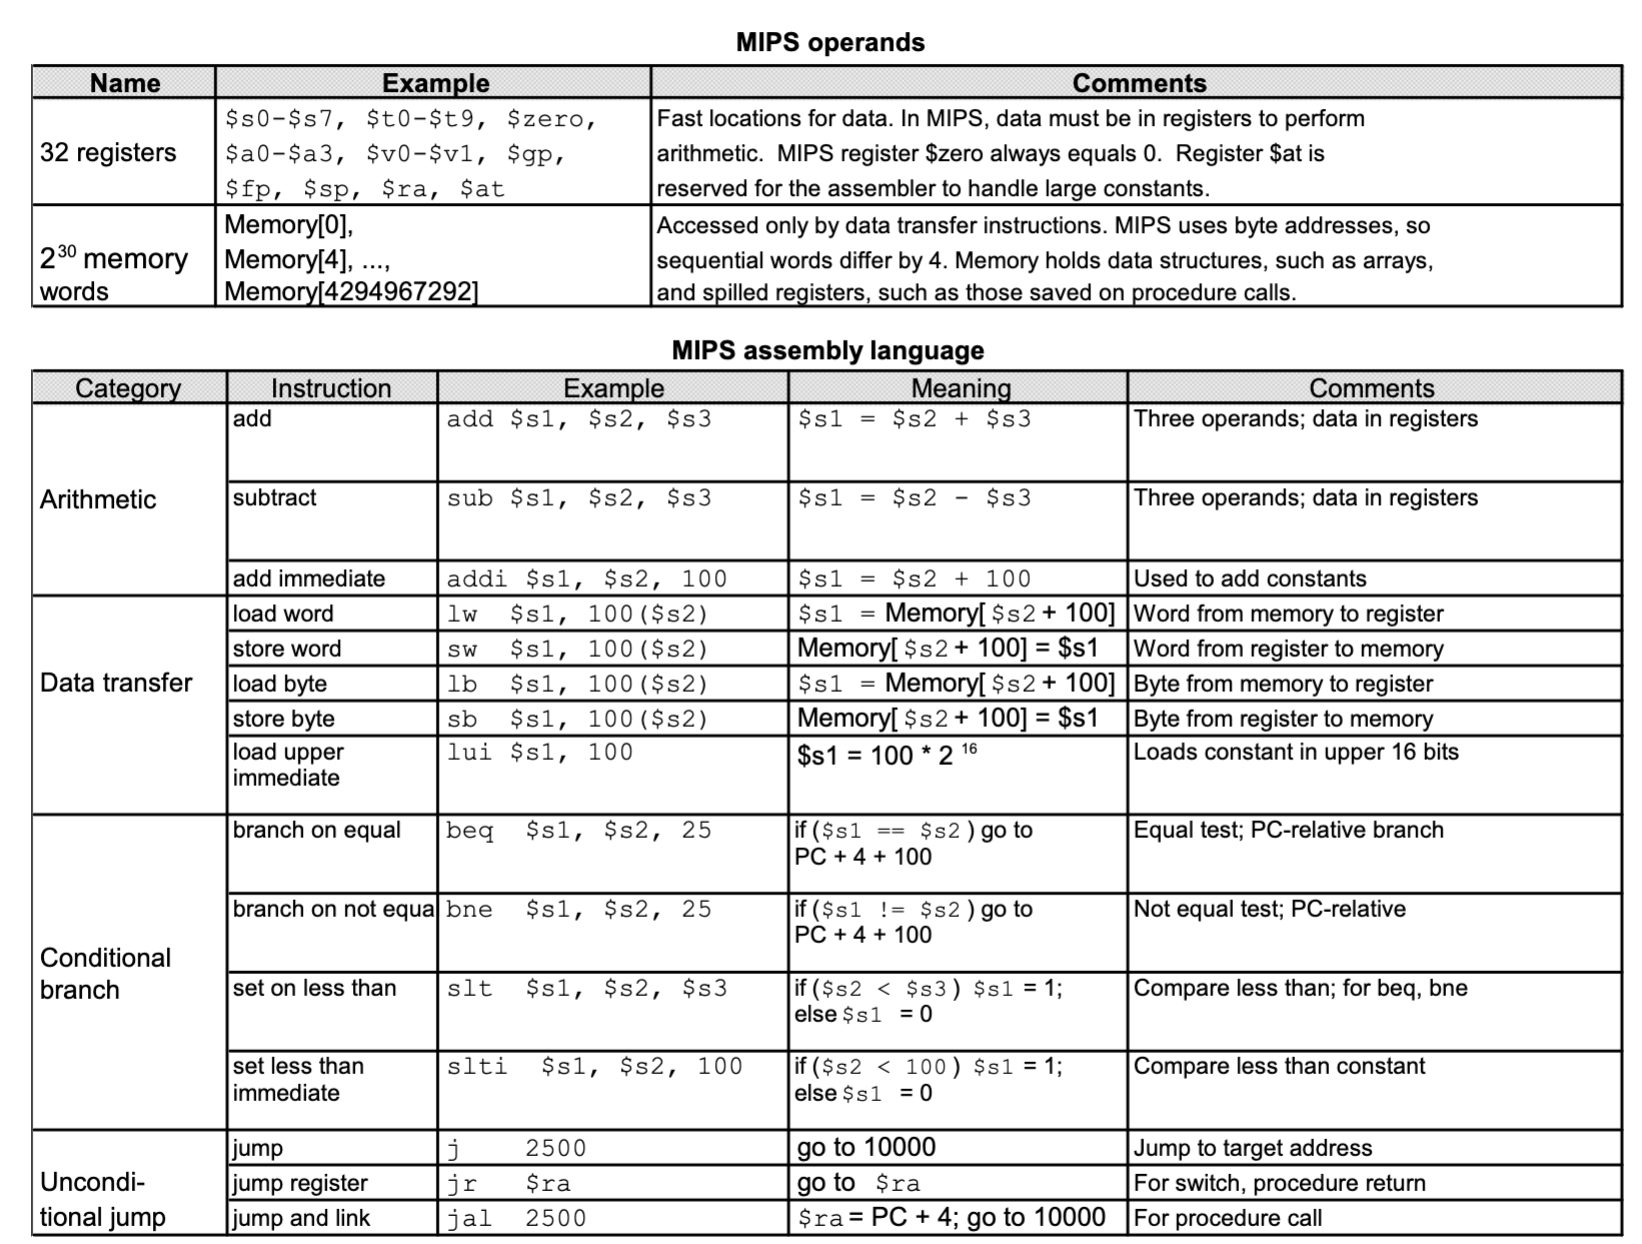 MIPS operands
Name Example Comments
32 registers
$s0-$s7, $t0-$t9, $zero,
$a0-$a3, $v0-$v1, $gp,
$fp, $sp, $ra, $at
Fast locations for data. In MIPS, data must be in registers to perform
arithmetic. MIPS register $zero always equals 0. Register $at is
reserved for the assembler to handle large constants.
2³⁰ memory
words
Memory[0],
Memory[4], ...,
Memory[4294967292]
Accessed only by data transfer instructions. MIPS uses byte addresses, so
sequential words differ by 4. Memory holds data structures, such as arrays,
and spilled registers, such as those saved on procedure calls.
MIPS assembly language
Category Instruction Example Meaning Comments
Arithmetic
add add $s1, $s2, $s3 $s1 = $s2 + $s3 Three operands; data in registers
subtract sub $s1, $s2, $s3 $s1 = $s2 - $s3 Three operands; data in registers
add immediate addi $s1, $s2, 100 $s1 = $s2 + 100 Used to add constants
Data transfer
load word lw $s1, 100($s2) $s1 = Memory[$s2 + 100] Word from memory to register
store word sw $s1, 100($s2) Memory[$s2 + 100] = $s1 Word from register to memory
load byte lb $s1, 100($s2) $s1 = Memory[$s2 + 100] Byte from memory to register
store byte sb $s1, 100($s2) Memory[$s2 + 100] = $s1 Byte from register to memory
load upper
immediate
lui $s1, 100 $s1 = 100 * 2¹⁶ Loads constant in upper 16 bits
Conditional
branch
branch on equal beq $s1, $s2, 25
if ($s1 == $s2) go to
PC + 4 + 100
Equal test; PC-relative branch
branch on not equa bne $s1, $s2, 25
if ($s1 != $s2) go to
PC + 4 + 100
Not equal test; PC-relative
set on less than slt $s1, $s2, $s3
if ($s2 < $s3) $s1 = 1;
else $s1 = 0
Compare less than; for beq, bne
set less than
immediate
slti $s1, $s2, 100
if ($s2 < 100) $s1 = 1;
else $s1 = 0
Compare less than constant
Uncondi-
tional jump
jump j 2500 go to 10000 Jump to target address
jump register jr $ra go to $ra For switch, procedure return
jump and link jal 2500 $ra = PC + 4; go to 10000 For procedure call